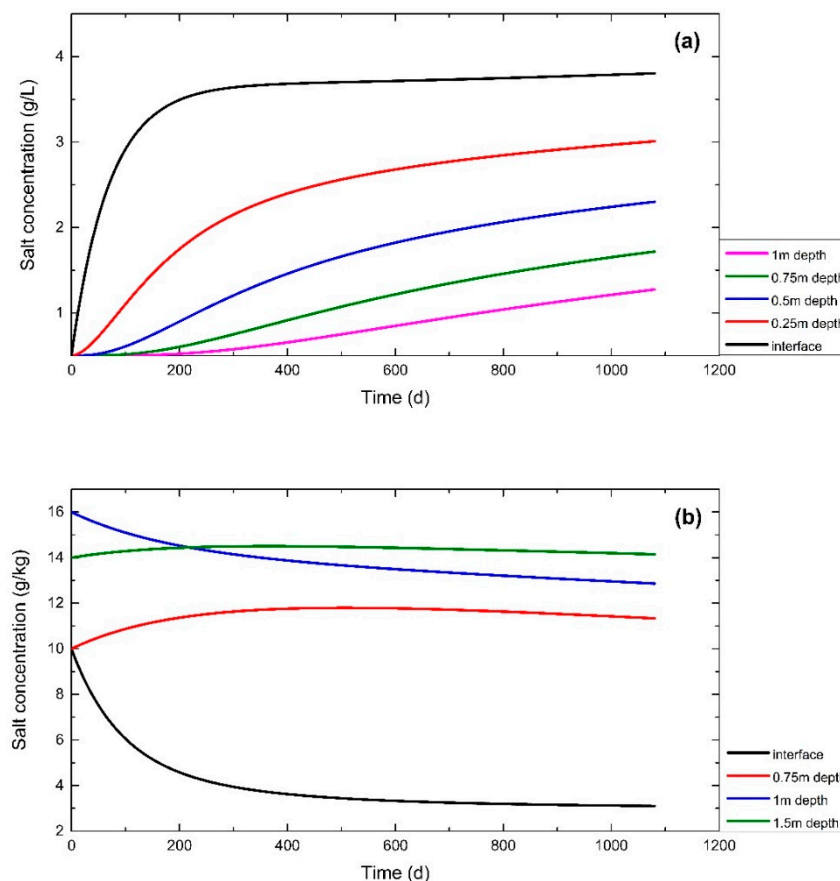 (a)
4
3
2
1
Salt concentration (g/L)
0 200 400 600 800 1000 1200
Time (d)
1m depth
0.75m depth
0.5m depth
0.25m depth
interface
(b)
16
14
12
10
8
6
4
2
Salt concentration (g/kg)
0 200 400 600 800 1000 1200
Time (d)
interface
0.75m depth
1m depth
1.5m depth